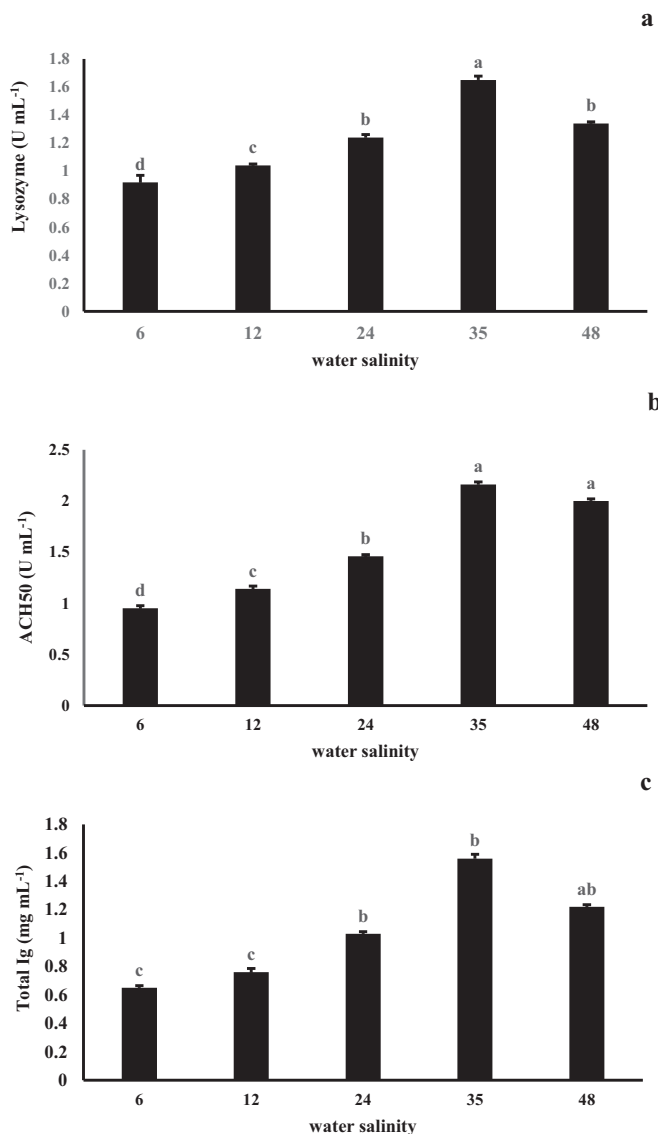 a
Lysozyme (U mL⁻¹)
1.8
1.6
1.4
1.2
1
0.8
0.6
0.4
0.2
0
d
c
b
a
b
6 12 24 35 48
water salinity
b
ACH50 (U mL⁻¹)
2.5
2
1.5
1
0.5
0
d
c
b
a
a
6 12 24 35 48
water salinity
c
Total Ig (mg mL⁻¹)
1.8
1.6
1.4
1.2
1
0.8
0.6
0.4
0.2
0
c
c
b
b
ab
6 12 24 35 48
water salinity